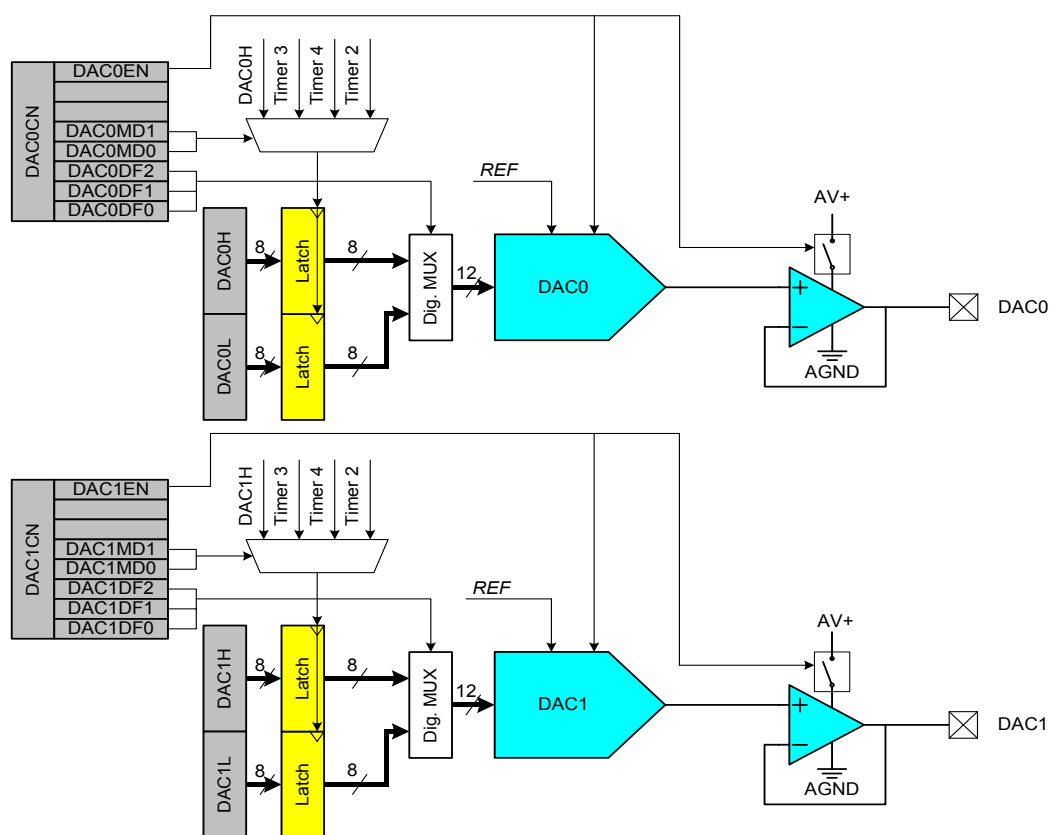 DAC0CN
DAC0EN
DAC0MD1
DAC0MD0
DAC0DF2
DAC0DF1
DAC0DF0
DAC0H
Timer 3
Timer 4
Timer 2
REF
AV+
DAC0H
8
Latch
8
Dig. MUX
12
DAC0
+
−
DAC0
DAC0L
8
Latch
8
AGND
DAC1CN
DAC1EN
DAC1MD1
DAC1MD0
DAC1DF2
DAC1DF1
DAC1DF0
DAC1H
Timer 3
Timer 4
Timer 2
REF
AV+
DAC1H
8
Latch
8
Dig. MUX
12
DAC1
+
−
DAC1
DAC1L
8
Latch
8
AGND